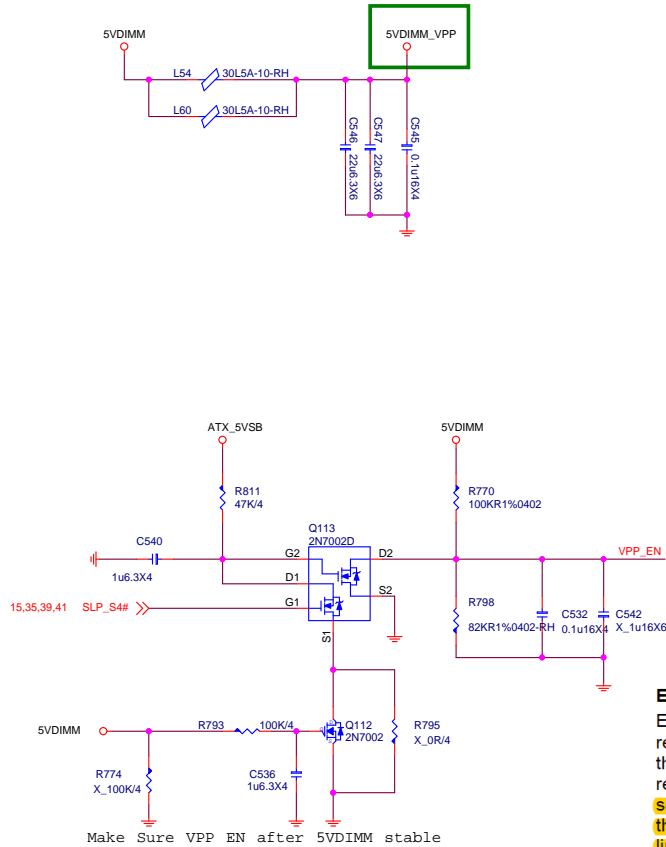 5VDIMM
5VDIMM_VPP
L54
30L5A-10-RH
L60
30L5A-10-RH
C546
22u6.3X6
C547
22u6.3X6
C545
0.1u16X4
ATX_5VSB
5VDIMM
R811
47K/4
R770
100KR1%0402
Q113
2N7002D
C540
1u6.3X4
G2
D2
VPP_EN
D1
S2
15,35,39,41 SLP_S4#
G1
S1
R798
82KR1%0402-RH
C532
0.1u16X4
C542
X_1u16X6
5VDIMM
R793
100K/4
Q112
2N7002
R795
X_0R/4
R774
X_100K/4
C536
1u6.3X4
Make Sure VPP EN after 5VDIMM stable